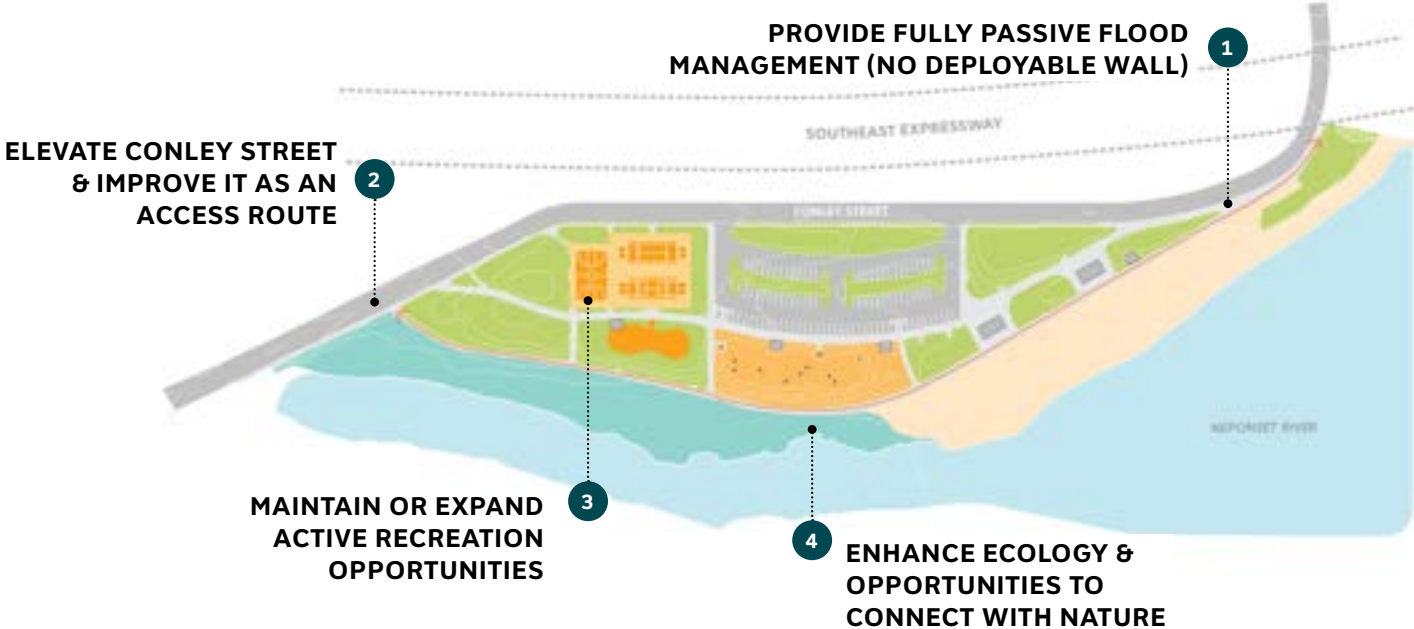 PROVIDE FULLY PASSIVE FLOOD
MANAGEMENT (NO DEPLOYABLE WALL)
1
SOUTHEAST EXPRESSWAY
ELEVATE CONLEY STREET
& IMPROVE IT AS AN
ACCESS ROUTE
2
CONLEY STREET
NEPONSET RIVER
MAINTAIN OR EXPAND
ACTIVE RECREATION
OPPORTUNITIES
3
4
ENHANCE ECOLOGY &
OPPORTUNITIES TO
CONNECT WITH NATURE